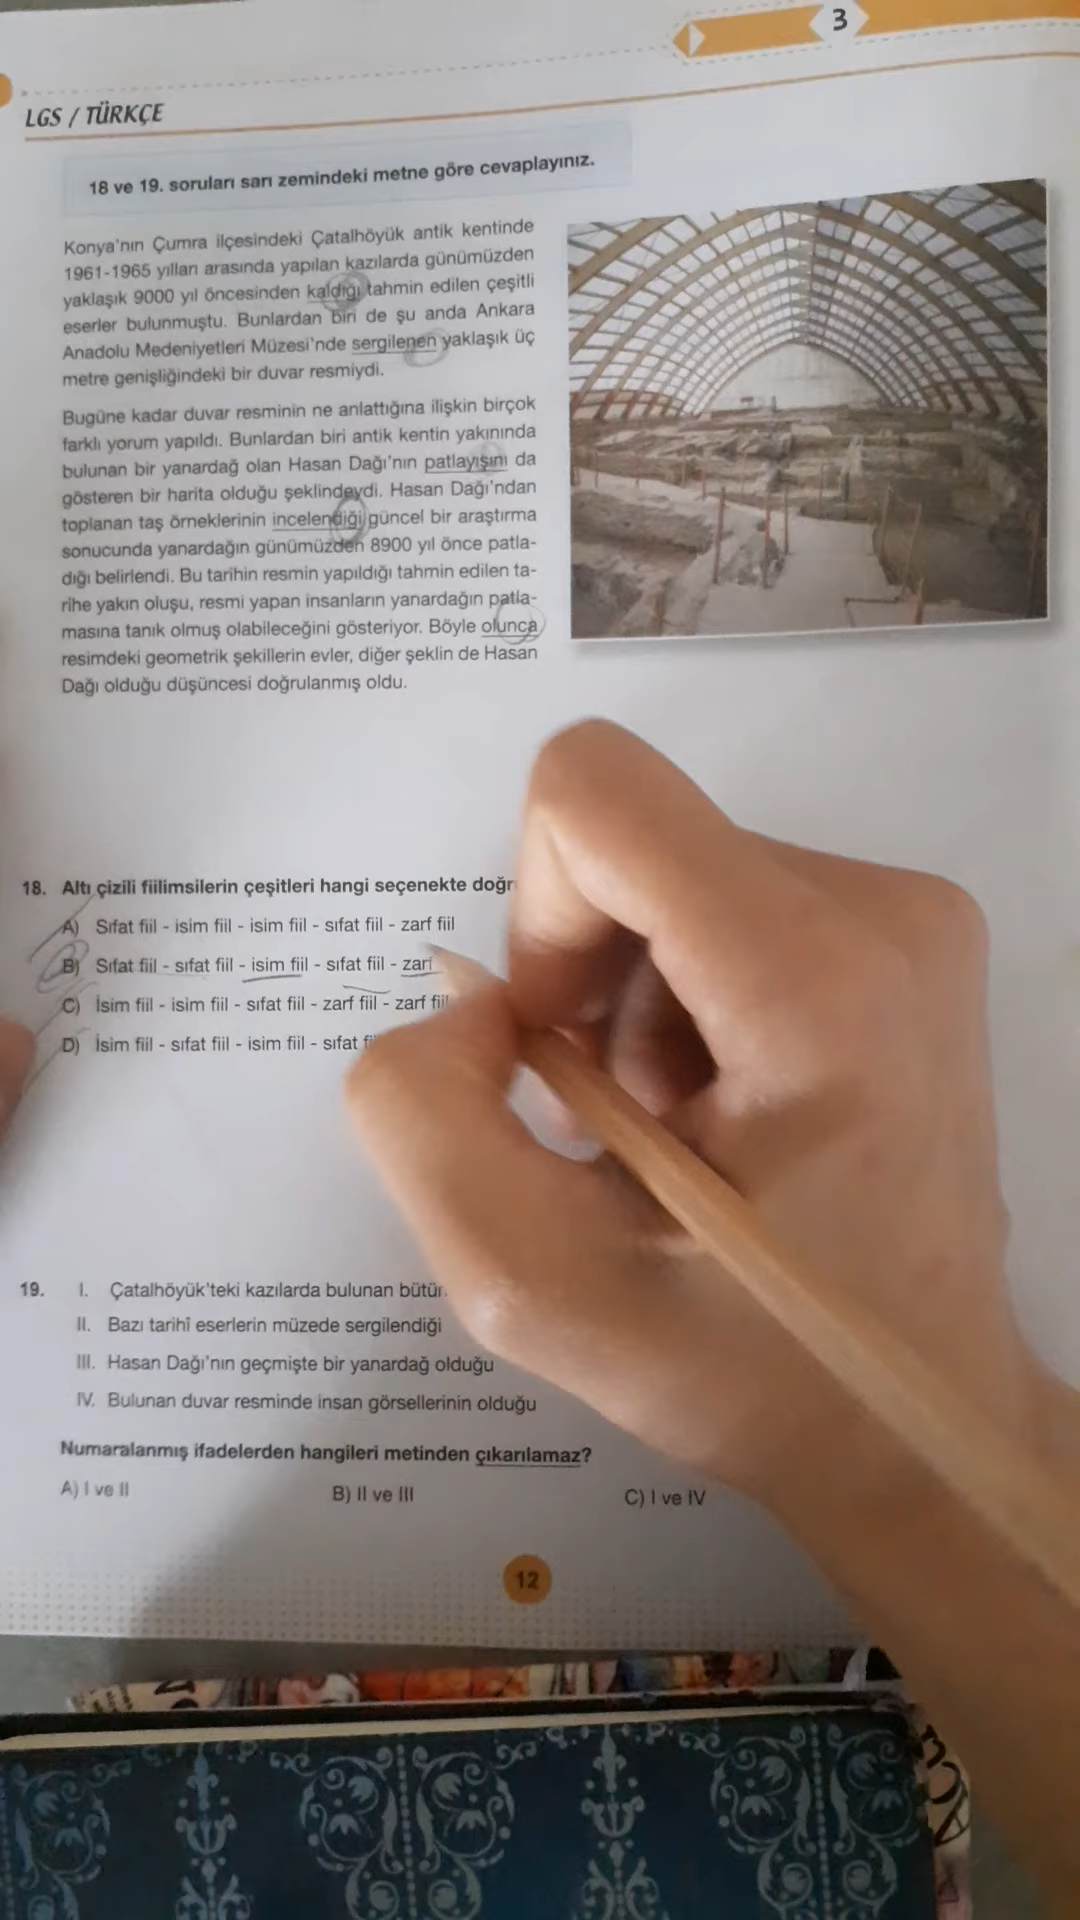 3
LGS / TÜRKÇE
18 ve 19. soruları sarı zemindeki metne göre cevaplayınız.
Konya'nın Çumra ilçesindeki Çatalhöyük antik kentinde
1961-1965 yılları arasında yapılan kazılarda günümüzden
yaklaşık 9000 yıl öncesinden kaldığı tahmin edilen çeşitli
eserler bulunmuştu. Bunlardan biri de şu anda Ankara
Anadolu Medeniyetleri Müzesi'nde sergilenen yaklaşık üç
metre genişliğindeki bir duvar resmiydi.
Bugüne kadar duvar resminin ne anlattığına ilişkin birçok
farklı yorum yapıldı. Bunlardan biri antik kentin yakınında
bulunan bir yanardağ olan Hasan Dağı'nın patlayışını da
gösteren bir harita olduğu şeklindeydi. Hasan Dağı'ndan
toplanan taş örneklerinin incelendiği güncel bir araştırma
sonucunda yanardağın günümüzden 8900 yıl önce patla-
dığı belirlendi. Bu tarihin resmin yapıldığı tahmin edilen ta-
rihe yakın oluşu, resmi yapan insanların yanardağın patla-
masına tanık olmuş olabileceğini gösteriyor. Böyle olunca
resimdeki geometrik şekillerin evler, diğer şeklin de Hasan
Dağı olduğu düşüncesi doğrulanmış oldu.
18. Altı çizili fiilimsilerin çeşitleri hangi seçenekte doğr
A) Sıfat fiil - isim fiil - isim fiil - sıfat fiil - zarf fiil
B) Sıfat fiil - sıfat fiil - isim fiil - sıfat fiil - zarf
C) İsim fiil - isim fiil - sıfat fiil - zarf fiil - zarf fiil
D) İsim fiil - sıfat fiil - isim fiil - sıfat
19. I. Çatalhöyük'teki kazılarda bulunan bütün
II. Bazı tarihî eserlerin müzede sergilendiği
III. Hasan Dağı'nın geçmişte bir yanardağ olduğu
IV. Bulunan duvar resminde insan görsellerinin olduğu
Numaralanmış ifadelerden hangileri metinden çıkarılamaz?
A) I ve II B) II ve III C) I ve IV
12